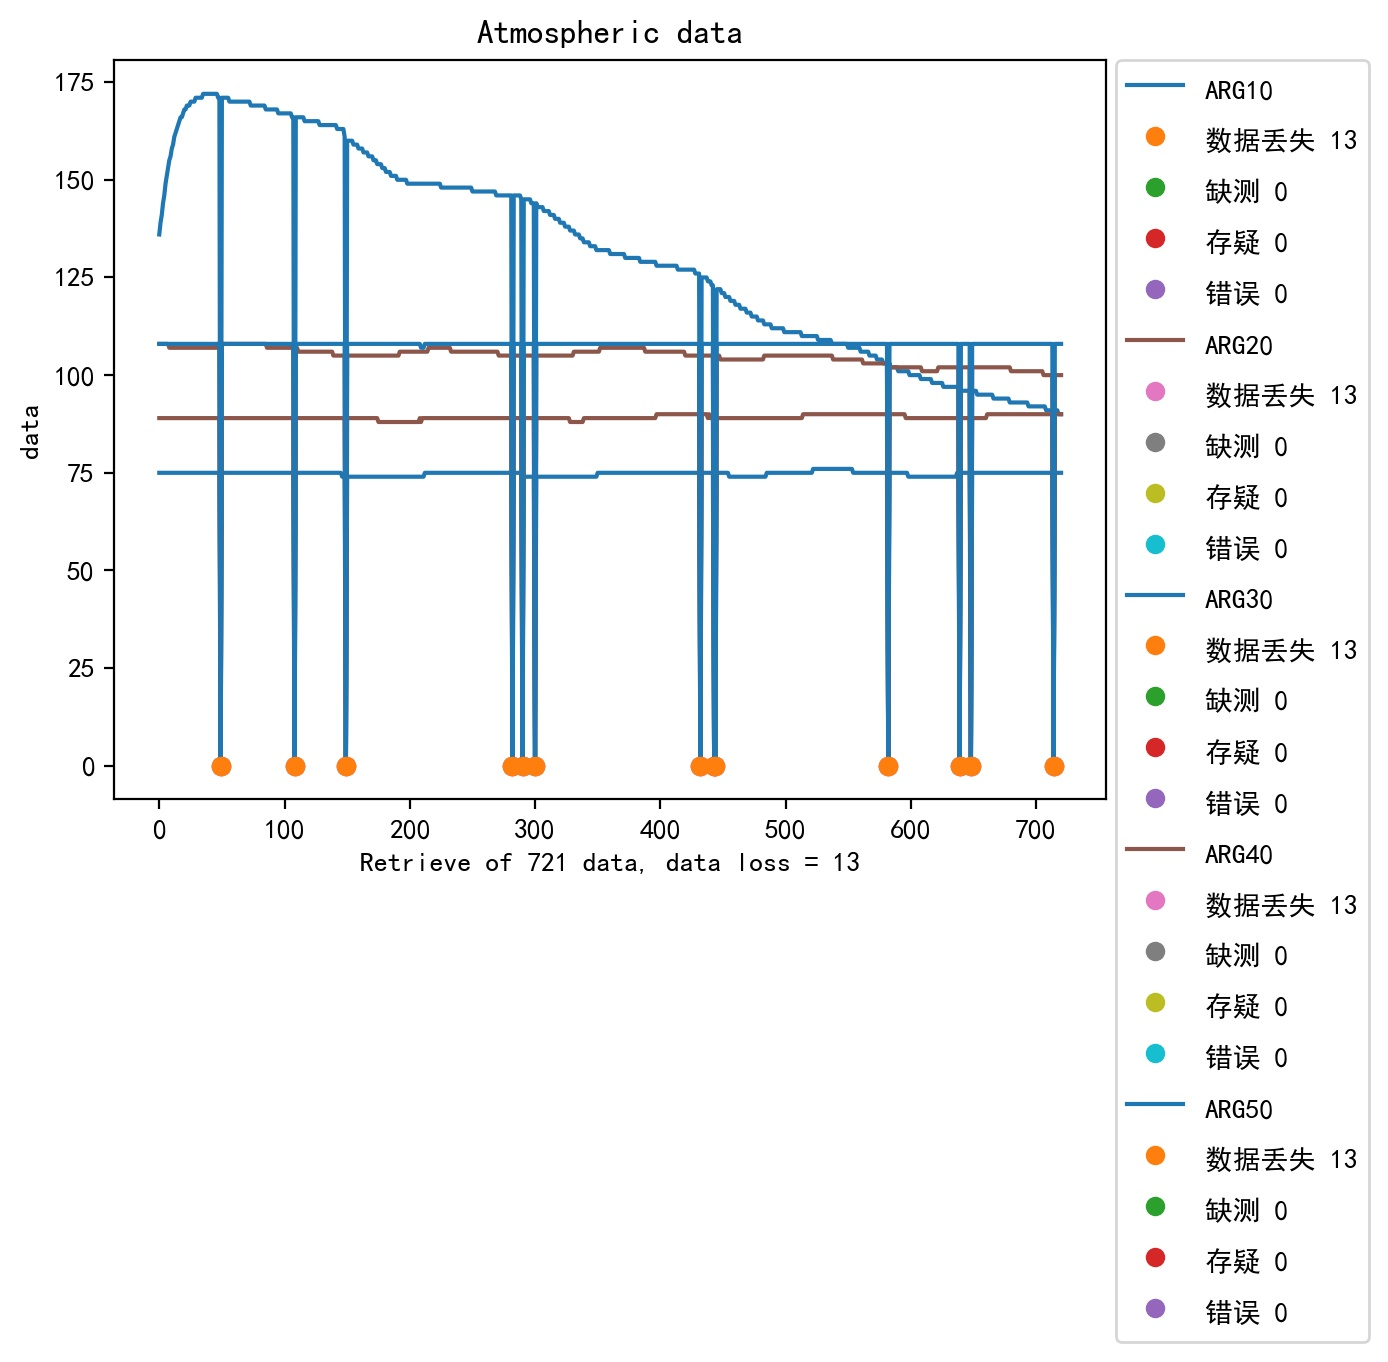 Atmospheric data
175
150
125
100
75
50
25
0
data
0 100 200 300 400 500 600 700
Retrieve of 721 data, data loss = 13
ARG10
数据丢失 13
缺测 0
存疑 0
错误 0
ARG20
数据丢失 13
缺测 0
存疑 0
错误 0
ARG30
数据丢失 13
缺测 0
存疑 0
错误 0
ARG40
数据丢失 13
缺测 0
存疑 0
错误 0
ARG50
数据丢失 13
缺测 0
存疑 0
错误 0